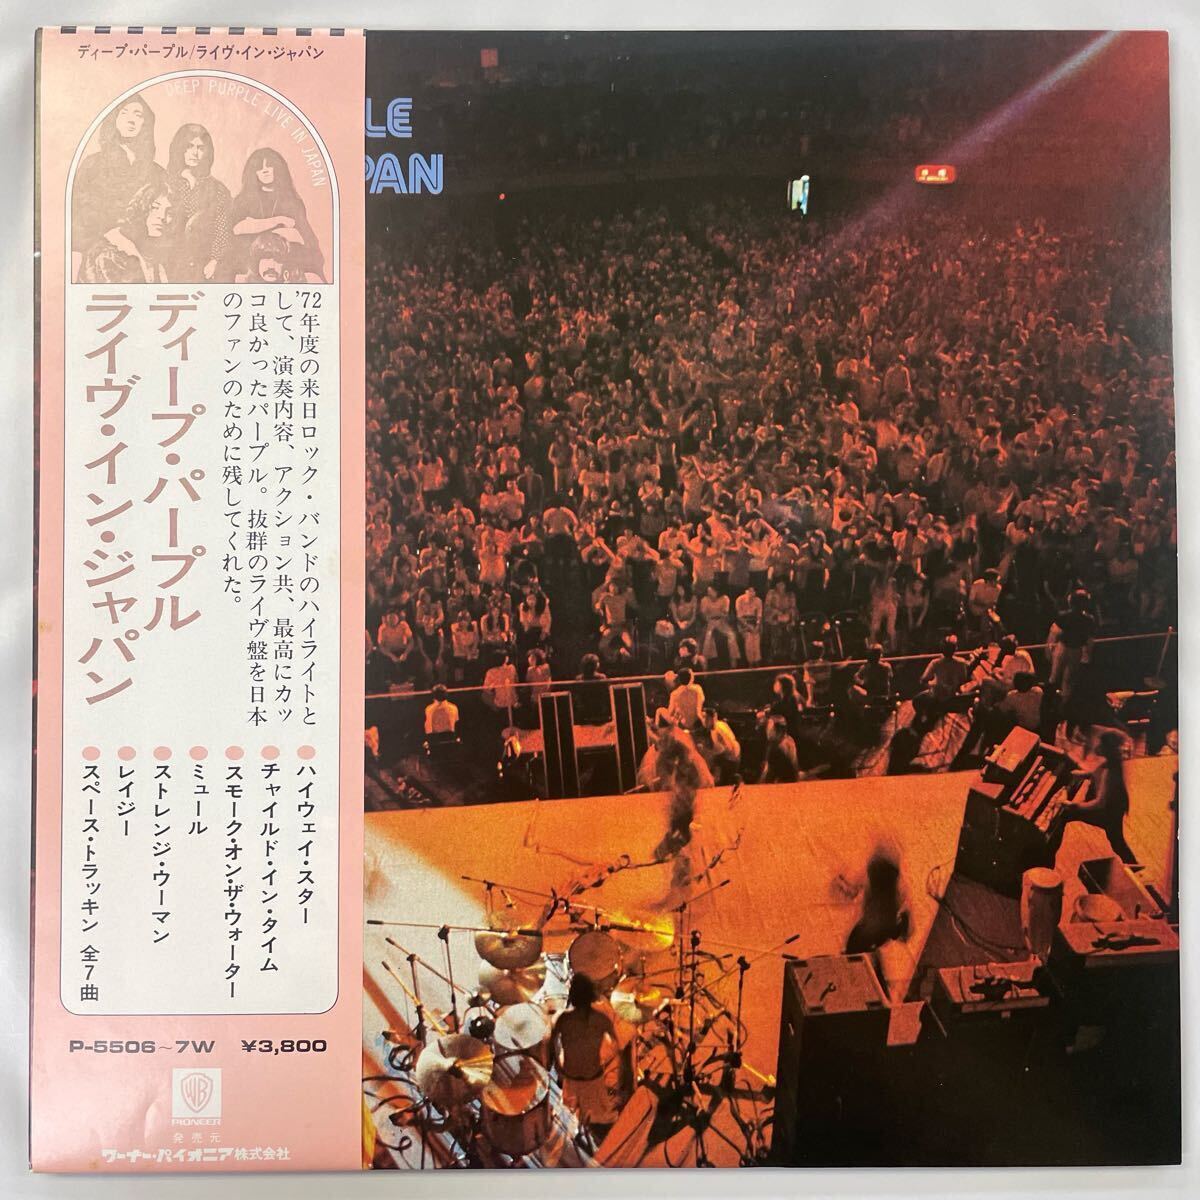 ディープ・パープル/ライヴ・イン・ジャパン
DEEP PURPLE LIVE IN JAPAN
LE
PAN
'72年度の来日ロック・バンドのハイライトと
して、演奏内容、アクション共、最高にカッ
コ良かったパープル。抜群のライヴ盤を日本
のファンのために残してくれた。
ディープ・パープル
ライヴ・イン・ジャパン
●ハイウェイ・スター
●チャイルド・イン・タイム
●スモーク・オン・ザ・ウォーター
●ミュール
●ストレンジ・ウーマン
●レイジー
●スペース・トラッキン 全7曲
P-5506~7W ¥3,800
WB
PIONEER
発売元
ワーナー・パイオニア株式会社